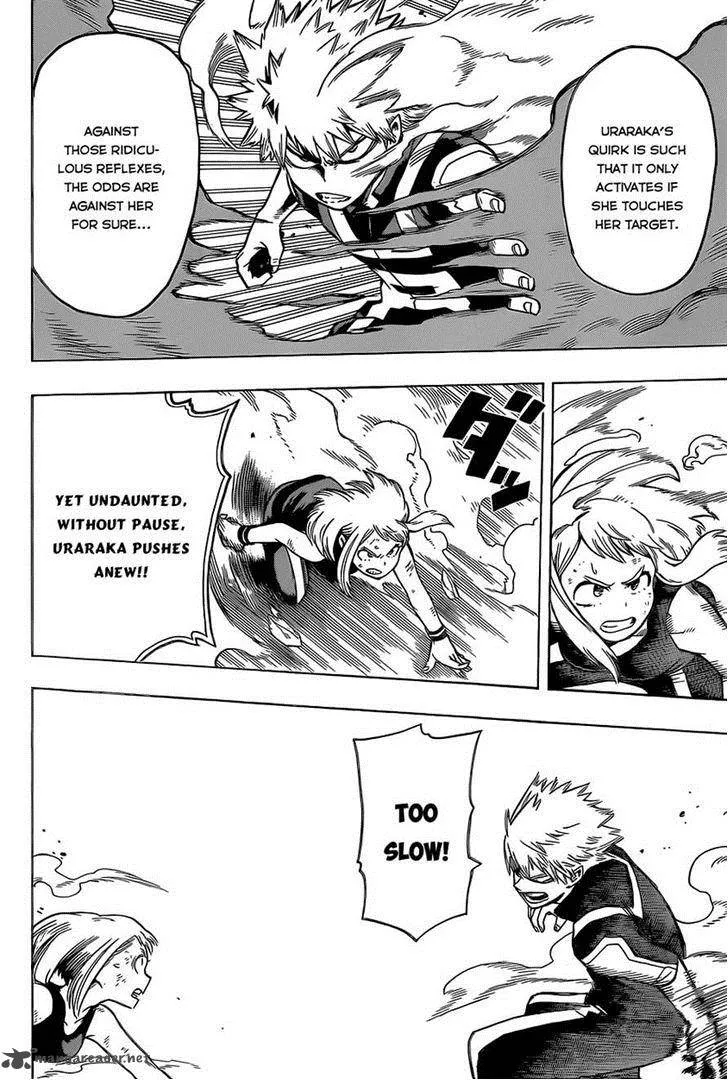 URARAKA'S
QUIRK IS SUCH
THAT IT ONLY
ACTIVATES IF
SHE TOUCHES
HER TARGET.
AGAINST
THOSE RIDICU-
LOUS REFLEXES,
THE ODDS ARE
AGAINST HER
FOR SURE...
ダッ
YET UNDAUNTED,
WITHOUT PAUSE,
URARAKA PUSHES
ANEW!!
TOO
SLOW!
mangareader.net